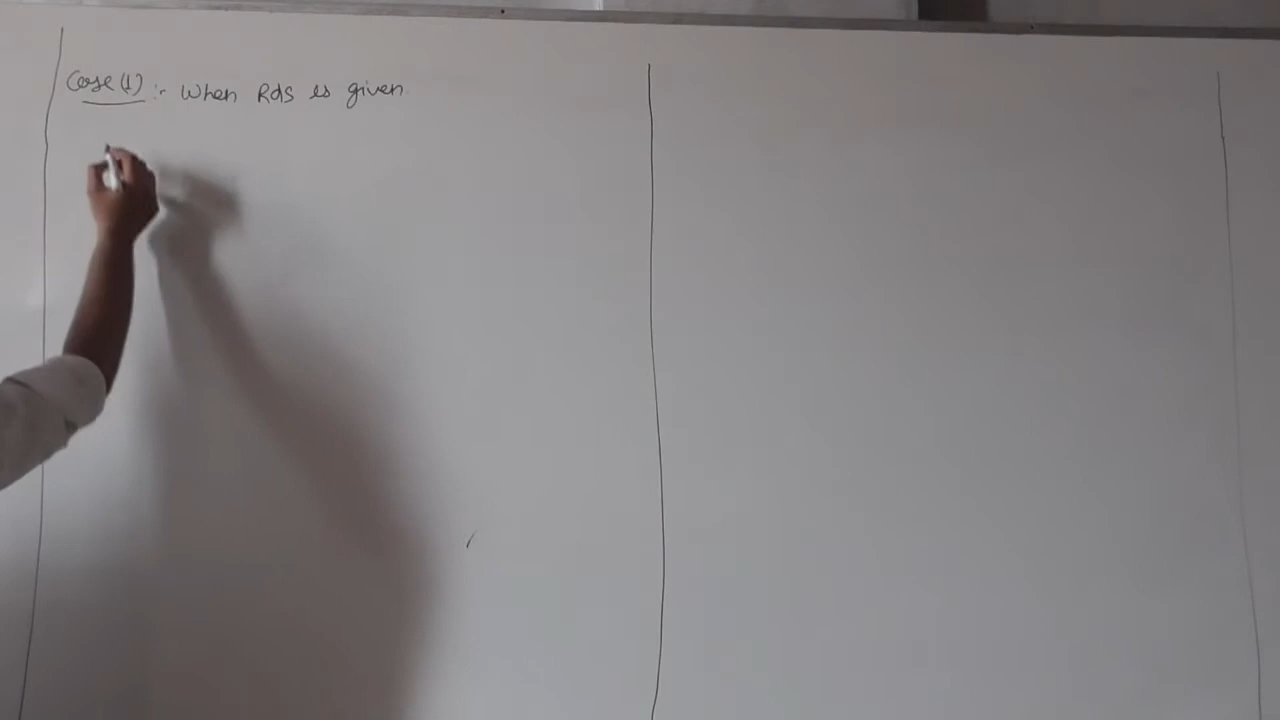 Case (1) :- When Rds is given